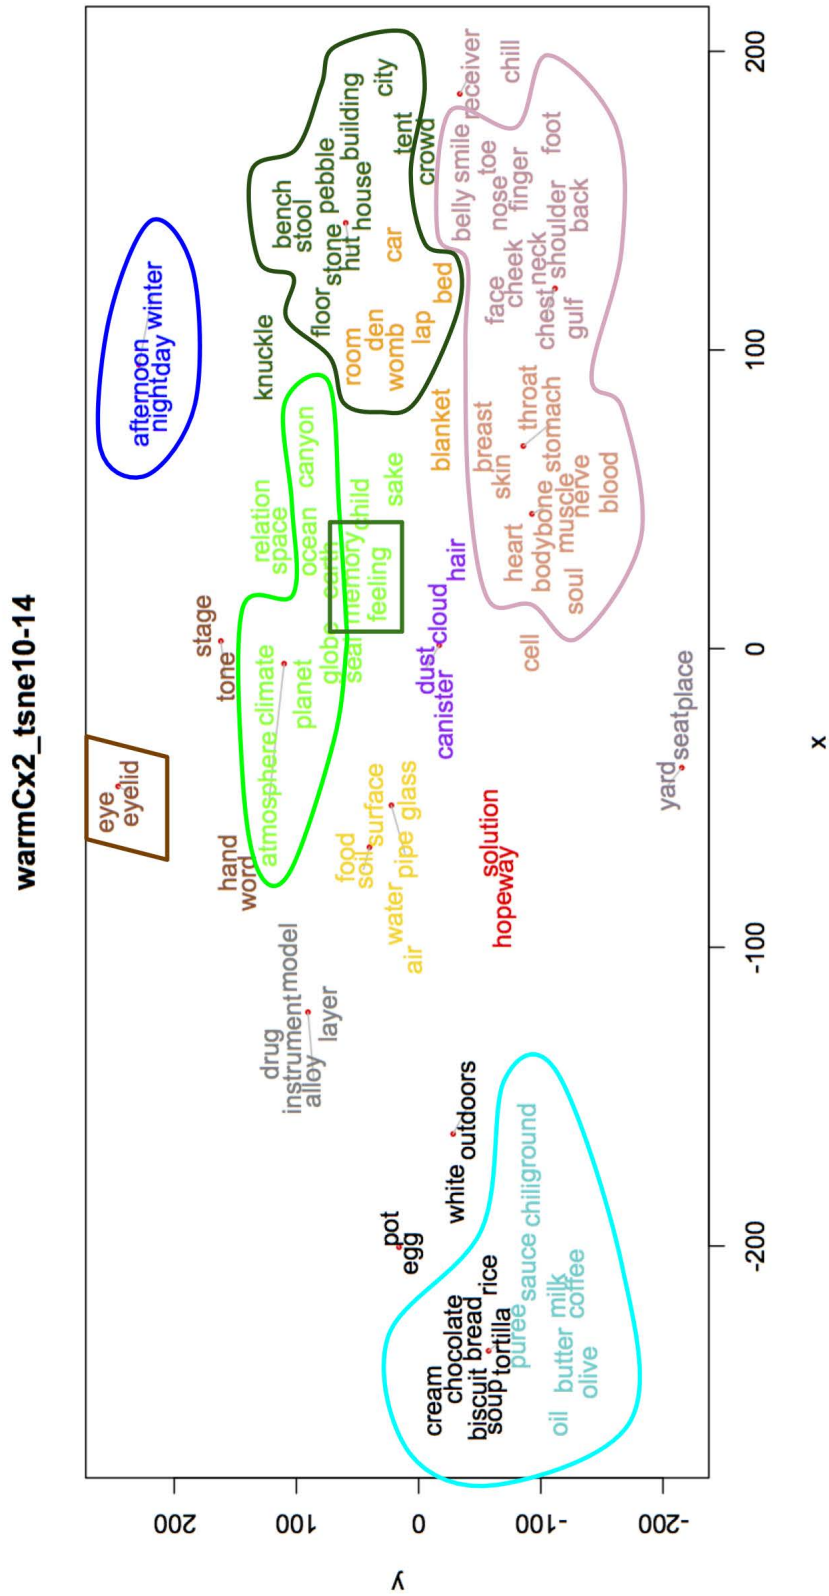 warmCx2_tsne10-14
eye
eyelid
afternoon
night
day
winter
stage
tone
hand
word
relation
space
knuckle
bench
stool
atmosphere
climate
planet
ocean
canyon
floor
stone
pebble
hut
house
building
city
drug
instrument
model
alloy
layer
globe
earth
seam
memory
child
feeling
sake
room
den
womb
lap
car
bed
tent
crowd
food
soil
surface
pipe
glass
water
air
dust
cloud
canister
hair
blanket
belly
smile
receiver
toe
chill
nose
finger
foot
face
cheek
neck
chest
shoulder
back
gulf
pot
egg
white
outdoors
solution
hope
way
breast
skin
throat
heart
stomach
body
bone
muscle
nerve
blood
soul
cell
cream
chocolate
biscuit
bread
rice
soup
tortilla
puree
sauce
chili
ground
milk
butter
coffee
oil
olive
yard
seat
place
200
100
0
-100
-200
y
-200
-100
0
100
200
x